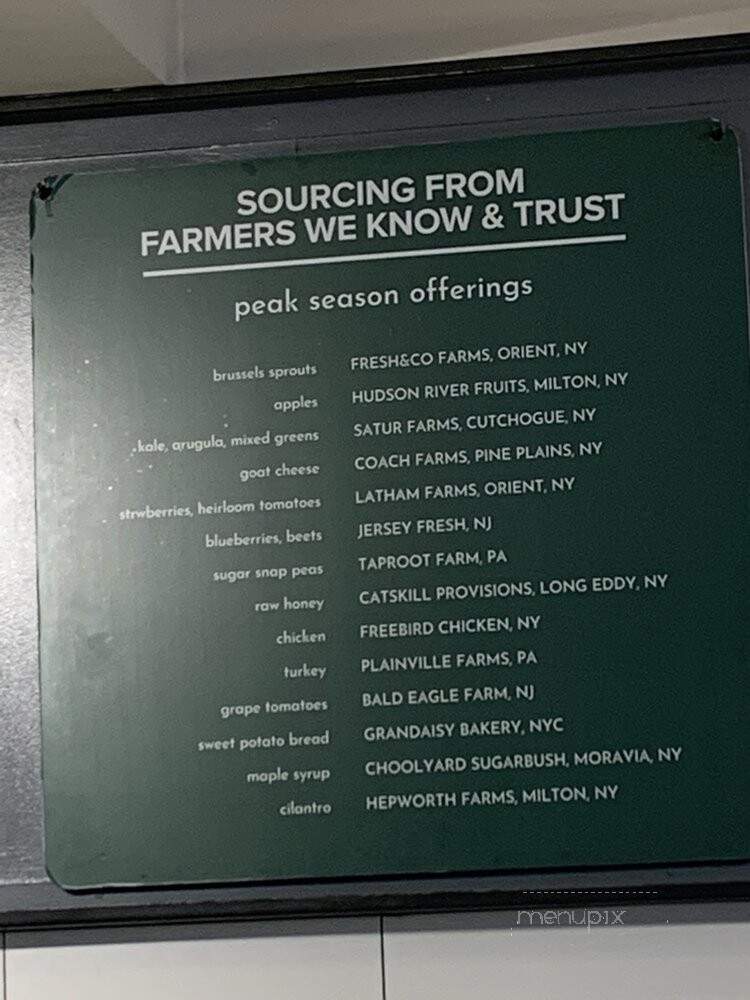 SOURCING FROM
FARMERS WE KNOW & TRUST
peak season offerings
brussels sprouts FRESH&CO FARMS, ORIENT, NY
apples HUDSON RIVER FRUITS, MILTON, NY
kale, arugula, mixed greens SATUR FARMS, CUTCHOGUE, NY
goat cheese COACH FARMS, PINE PLAINS, NY
strwberries, heirloom tomatoes LATHAM FARMS, ORIENT, NY
blueberries, beets JERSEY FRESH, NJ
sugar snap peas TAPROOT FARM, PA
raw honey CATSKILL PROVISIONS, LONG EDDY, NY
chicken FREEBIRD CHICKEN, NY
turkey PLAINVILLE FARMS, PA
grape tomatoes BALD EAGLE FARM, NJ
sweet potato bread GRANDAISY BAKERY, NYC
maple syrup CHOOLYARD SUGARBUSH, MORAVIA, NY
cilantro HEPWORTH FARMS, MILTON, NY
menupix